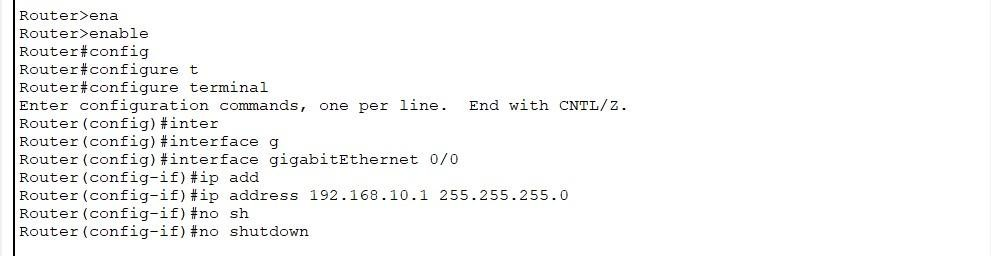 Router>ena
Router>enable
Router#config
Router#configure t
Router#configure terminal
Enter configuration commands, one per line.  End with CNTL/Z.
Router(config)#inter
Router(config)#interface g
Router(config)#interface gigabitEthernet 0/0
Router(config-if)#ip add
Router(config-if)#ip address 192.168.10.1 255.255.255.0
Router(config-if)#no sh
Router(config-if)#no shutdown